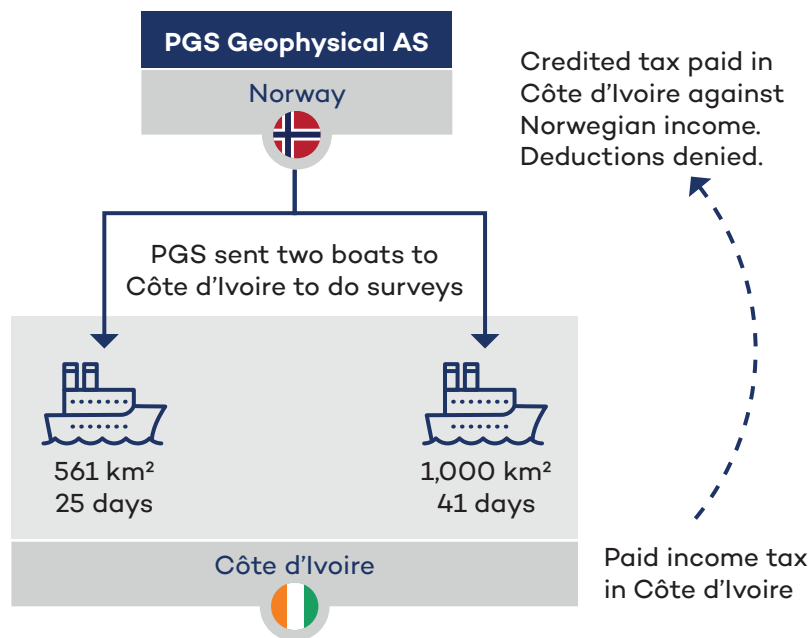 PGS Geophysical AS
Norway
Credited tax paid in
Côte d’Ivoire against
Norwegian income.
Deductions denied.
PGS sent two boats to
Côte d’Ivoire to do surveys
561 km²
25 days
1,000 km²
41 days
Côte d’Ivoire
Paid income tax
in Côte d’Ivoire